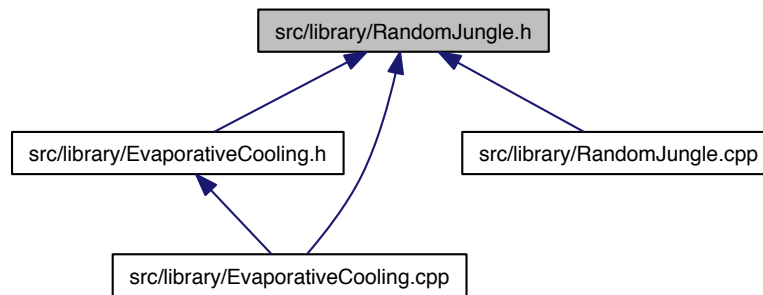 src/library/RandomJungle.h
src/library/EvaporativeCooling.h
src/library/RandomJungle.cpp
src/library/EvaporativeCooling.cpp